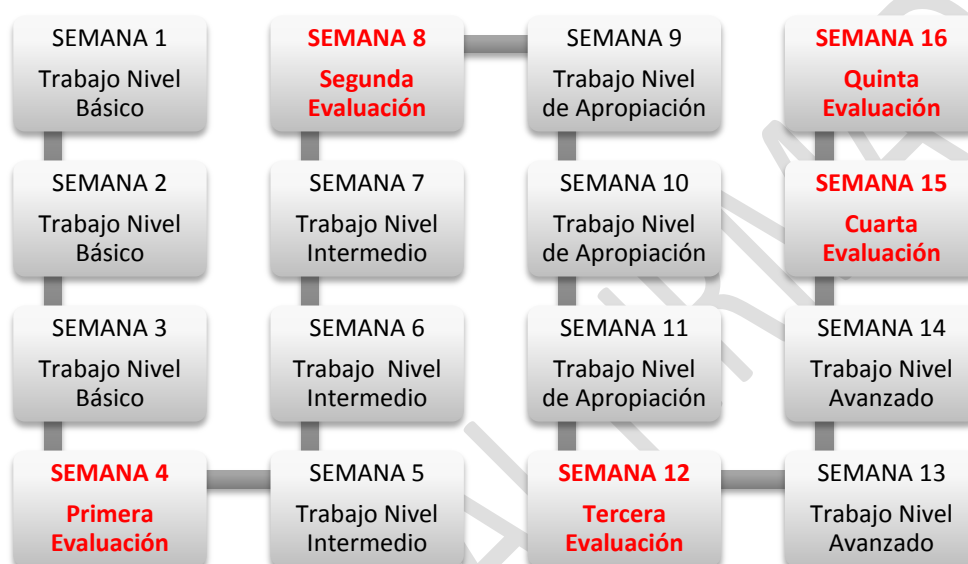 SEMANA 1
Trabajo Nivel
Básico
SEMANA 2
Trabajo Nivel
Básico
SEMANA 3
Trabajo Nivel
Básico
SEMANA 4
Primera
Evaluación
SEMANA 5
Trabajo Nivel
Intermedio
SEMANA 6
Trabajo  Nivel
Intermedio
SEMANA 7
Trabajo Nivel
Intermedio
SEMANA 8
Segunda
Evaluación
SEMANA 9
Trabajo Nivel
de Apropiación
SEMANA 10
Trabajo Nivel
de Apropiación
SEMANA 11
Trabajo Nivel
de Apropiación
SEMANA 12
Tercera
Evaluación
SEMANA 13
Trabajo Nivel
Avanzado
SEMANA 14
Trabajo Nivel
Avanzado
SEMANA 15
Cuarta
Evaluación
SEMANA 16
Quinta
Evaluación